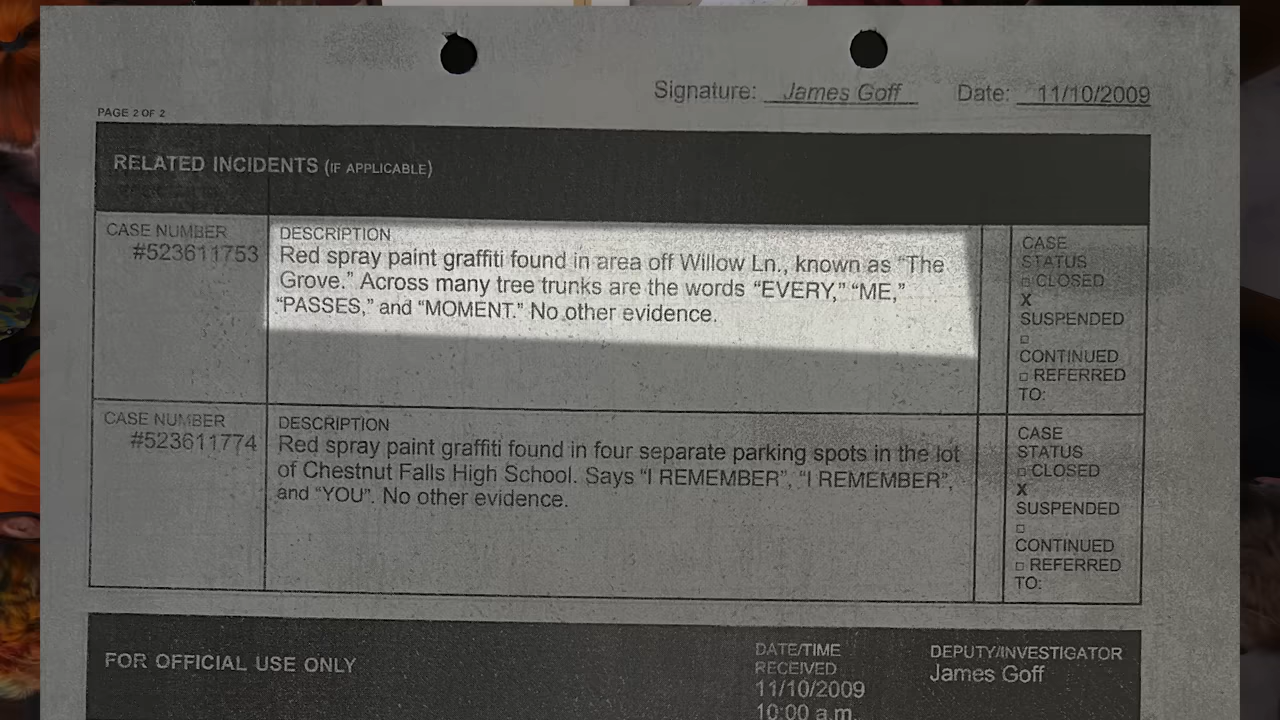 Signature: James Goff Date: 11/10/2009
PAGE 2 OF 2
RELATED INCIDENTS (IF APPLICABLE)
CASE NUMBER
#523611753
DESCRIPTION
Red spray paint graffiti found in area off Willow Ln., known as “The
Grove.” Across many tree trunks are the words “EVERY,” “ME,”
“PASSES,” and “MOMENT.” No other evidence.
CASE
STATUS
□ CLOSED
X
SUSPENDED
□
CONTINUED
□ REFERRED
TO:
CASE NUMBER
#523611774
DESCRIPTION
Red spray paint graffiti found in four separate parking spots in the lot
of Chestnut Falls High School. Says “I REMEMBER”, “I REMEMBER”,
and “YOU”. No other evidence.
CASE
STATUS
□ CLOSED
X
SUSPENDED
□
CONTINUED
□ REFERRED
TO:
FOR OFFICIAL USE ONLY
DATE/TIME
RECEIVED
11/10/2009
10:00 a.m.
DEPUTY/INVESTIGATOR
James Goff